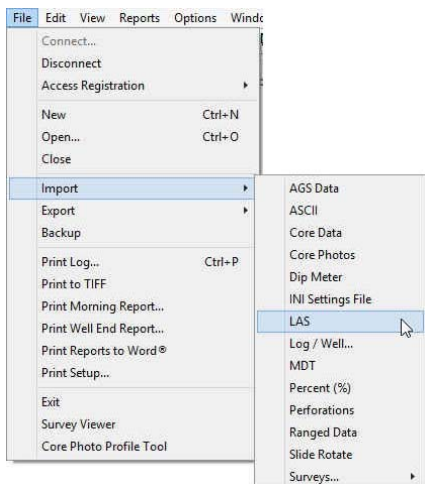 File Edit View Reports Options
Connect...
Disconnect
Access Registration
New Ctrl+N
Open... Ctrl+O
Close
Import
Export
Backup
Print Log... Ctrl+P
Print to TIFF
Print Morning Report...
Print Well End Report...
Print Reports to Word®
Print Setup...
Exit
Survey Viewer
Core Photo Profile Tool
AGS Data
ASCII
Core Data
Core Photos
Dip Meter
INI Settings File
LAS
Log / Well...
MDT
Percent (%)
Perforations
Ranged Data
Slide Rotate
Surveys...